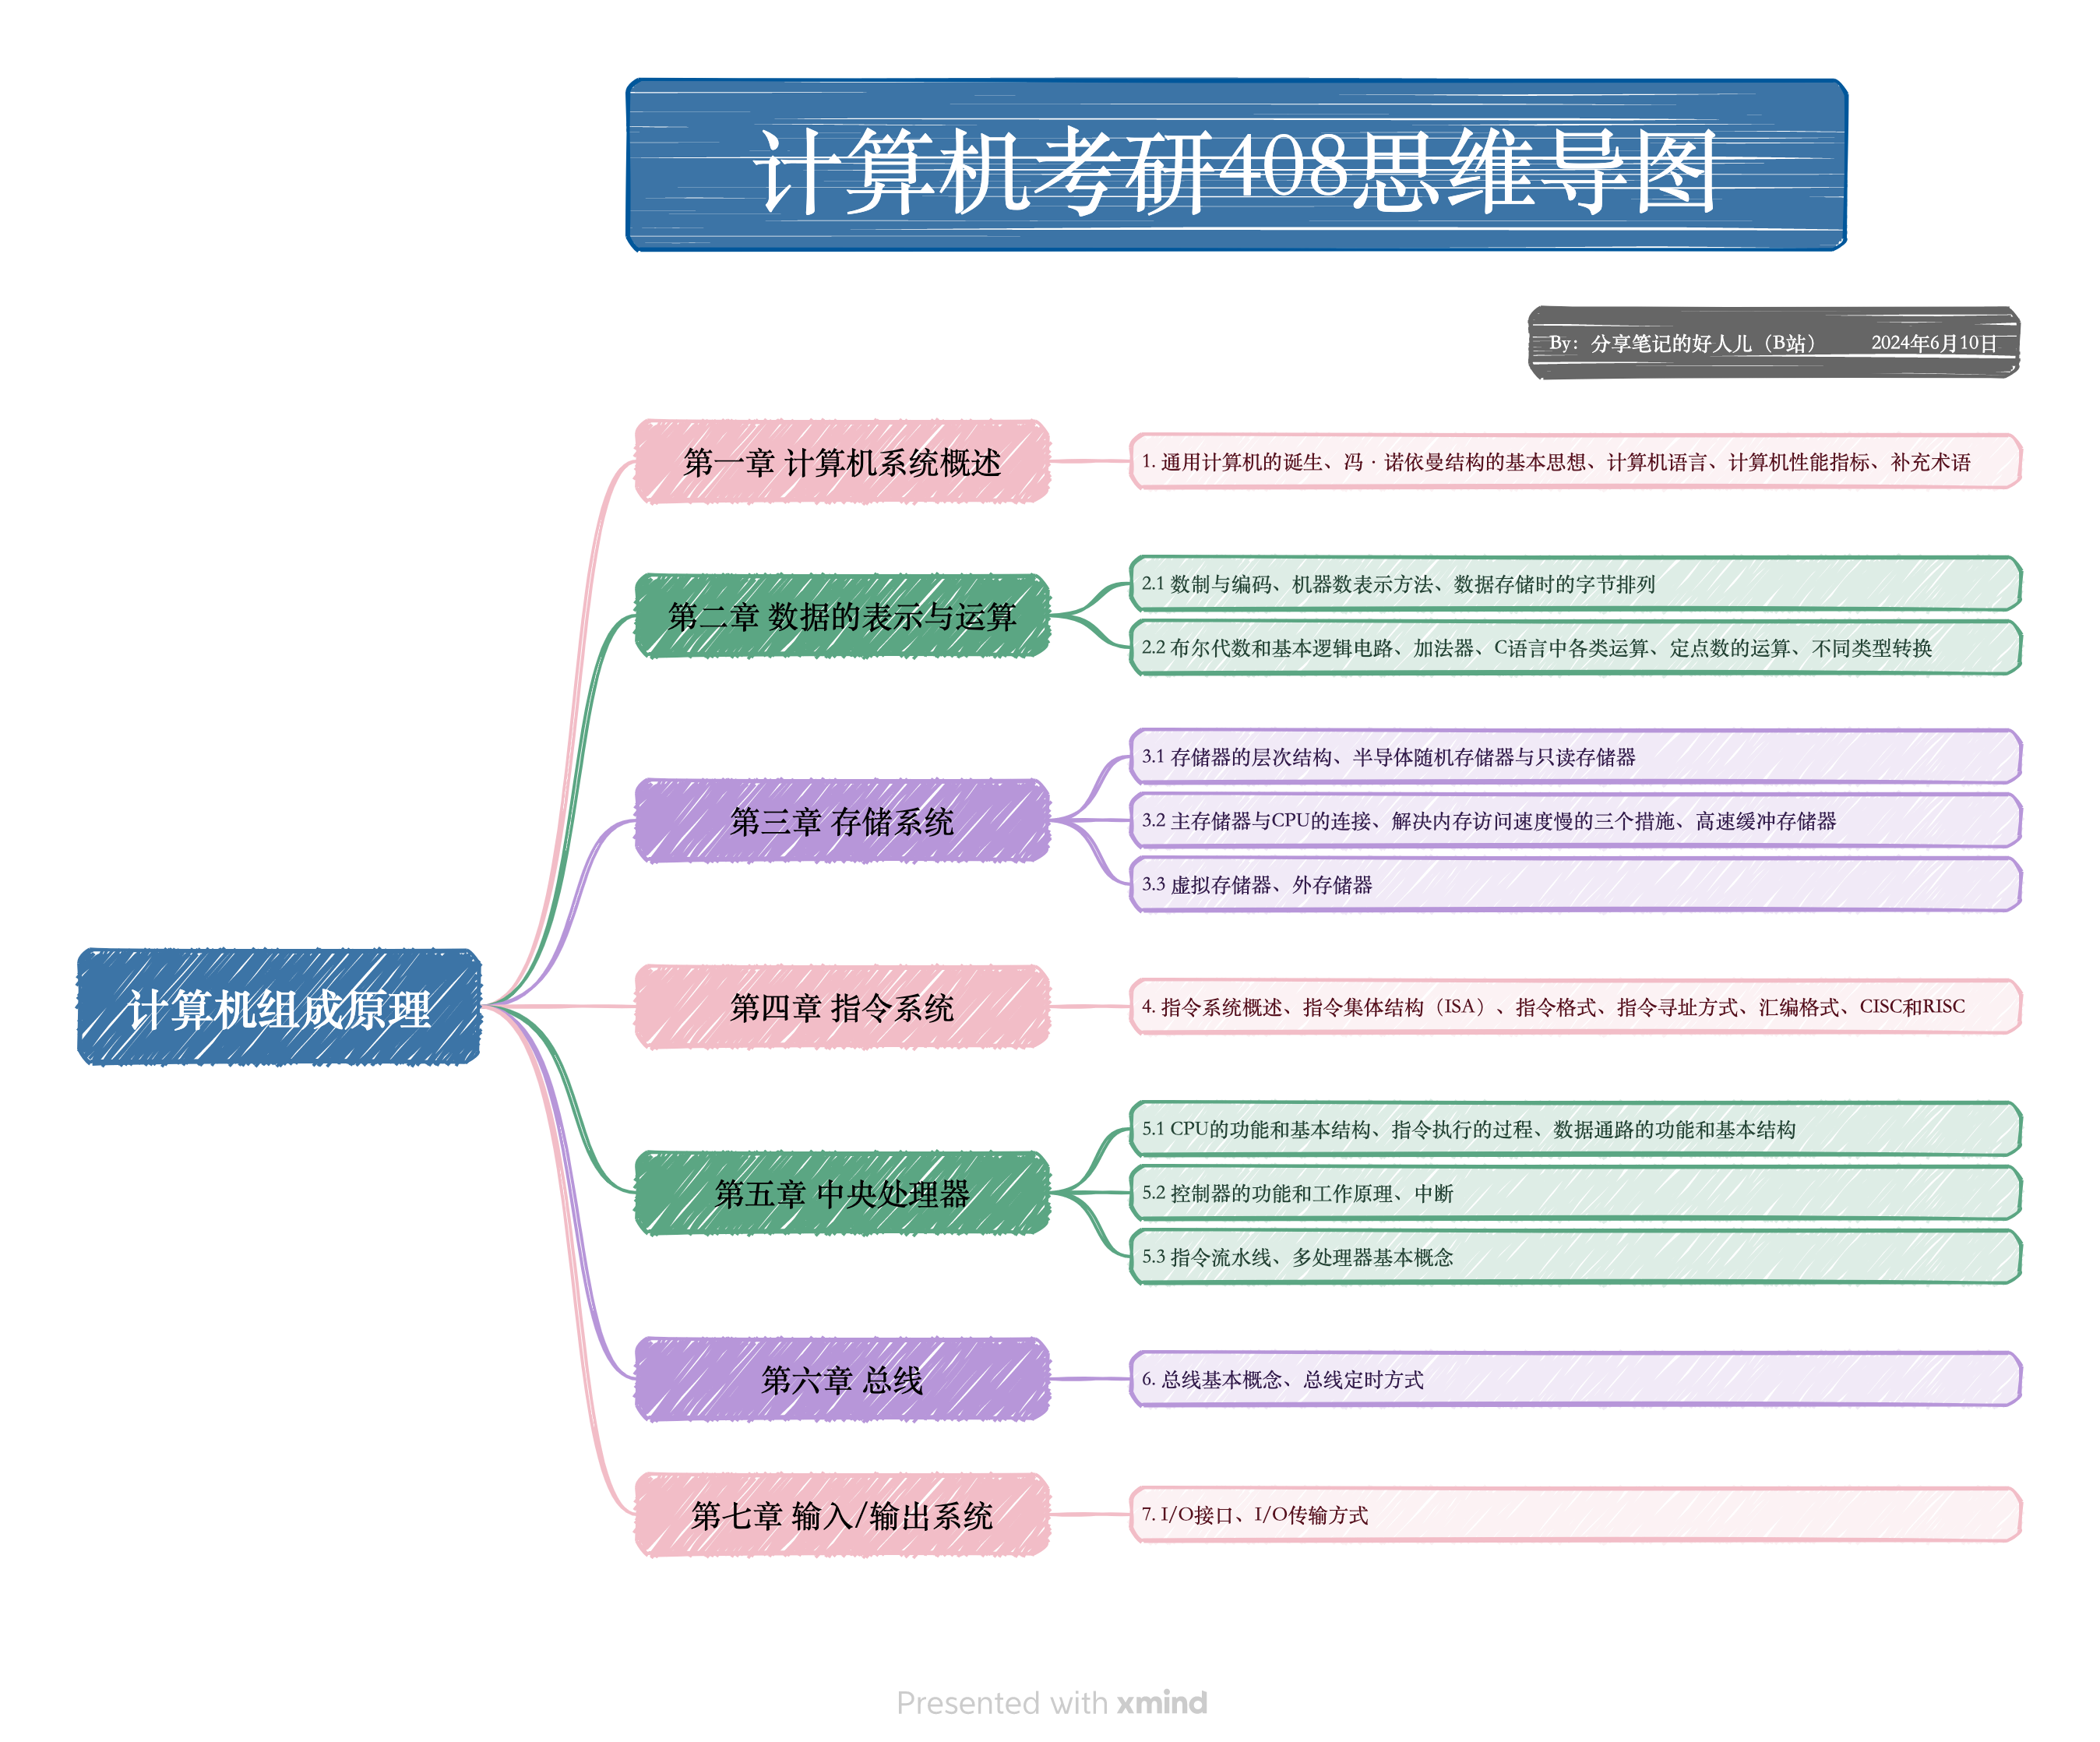 计算机考研408思维导图
By：分享笔记的好人儿（B站） 2024年6月10日
计算机组成原理
第一章 计算机系统概述
1. 通用计算机的诞生、冯·诺依曼结构的基本思想、计算机语言、计算机性能指标、补充术语
第二章 数据的表示与运算
2.1 数制与编码、机器数表示方法、数据存储时的字节排列
2.2 布尔代数和基本逻辑电路、加法器、C语言中各类运算、定点数的运算、不同类型转换
第三章 存储系统
3.1 存储器的层次结构、半导体随机存储器与只读存储器
3.2 主存储器与CPU的连接、解决内存访问速度慢的三个措施、高速缓冲存储器
3.3 虚拟存储器、外存储器
第四章 指令系统
4. 指令系统概述、指令集体结构（ISA）、指令格式、指令寻址方式、汇编格式、CISC和RISC
第五章 中央处理器
5.1 CPU的功能和基本结构、指令执行的过程、数据通路的功能和基本结构
5.2 控制器的功能和工作原理、中断
5.3 指令流水线、多处理器基本概念
第六章 总线
6. 总线基本概念、总线定时方式
第七章 输入/输出系统
7. I/O接口、I/O传输方式
Presented with xmind